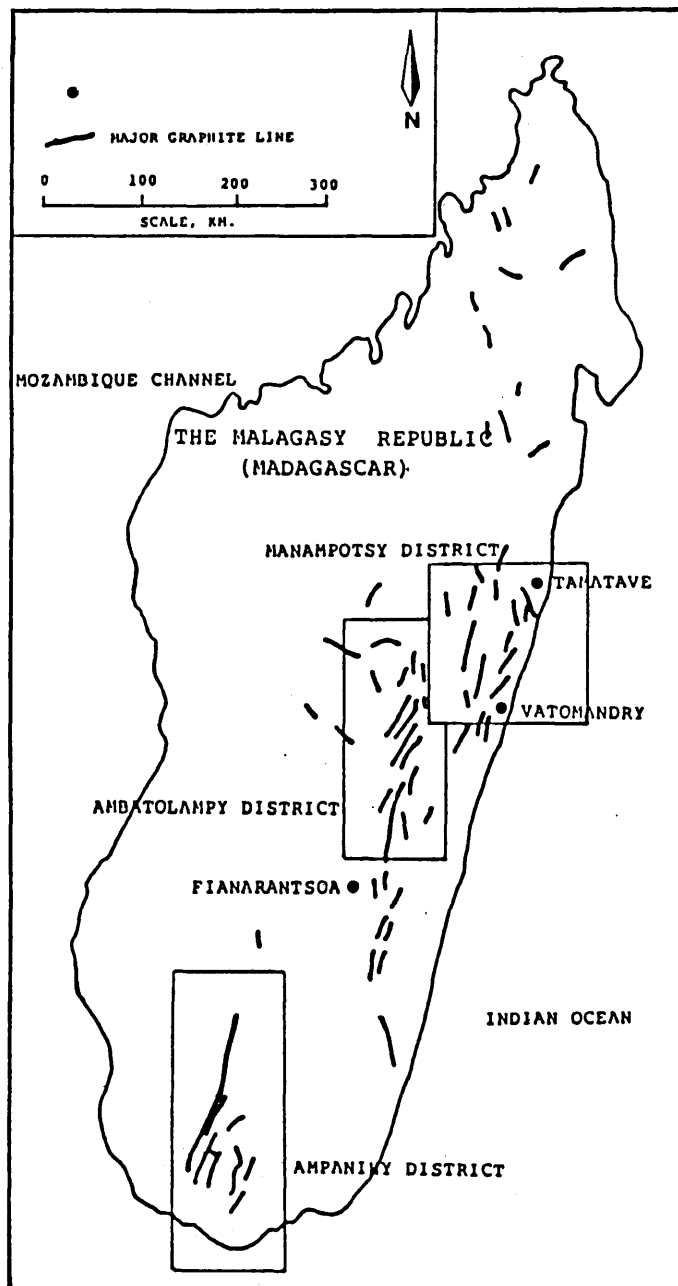 N
MAJOR GRAPHITE LINE
0 100 200 300
SCALE, KM.
MOZAMBIQUE CHANNEL
THE MALAGASY REPUBLIC
(MADAGASCAR)
MANAMPOTSY DISTRICT
TAMATAVE
VATOMANDRY
AMBATOLAMPY DISTRICT
FIANARANTSOA
INDIAN OCEAN
AMPANIHY DISTRICT